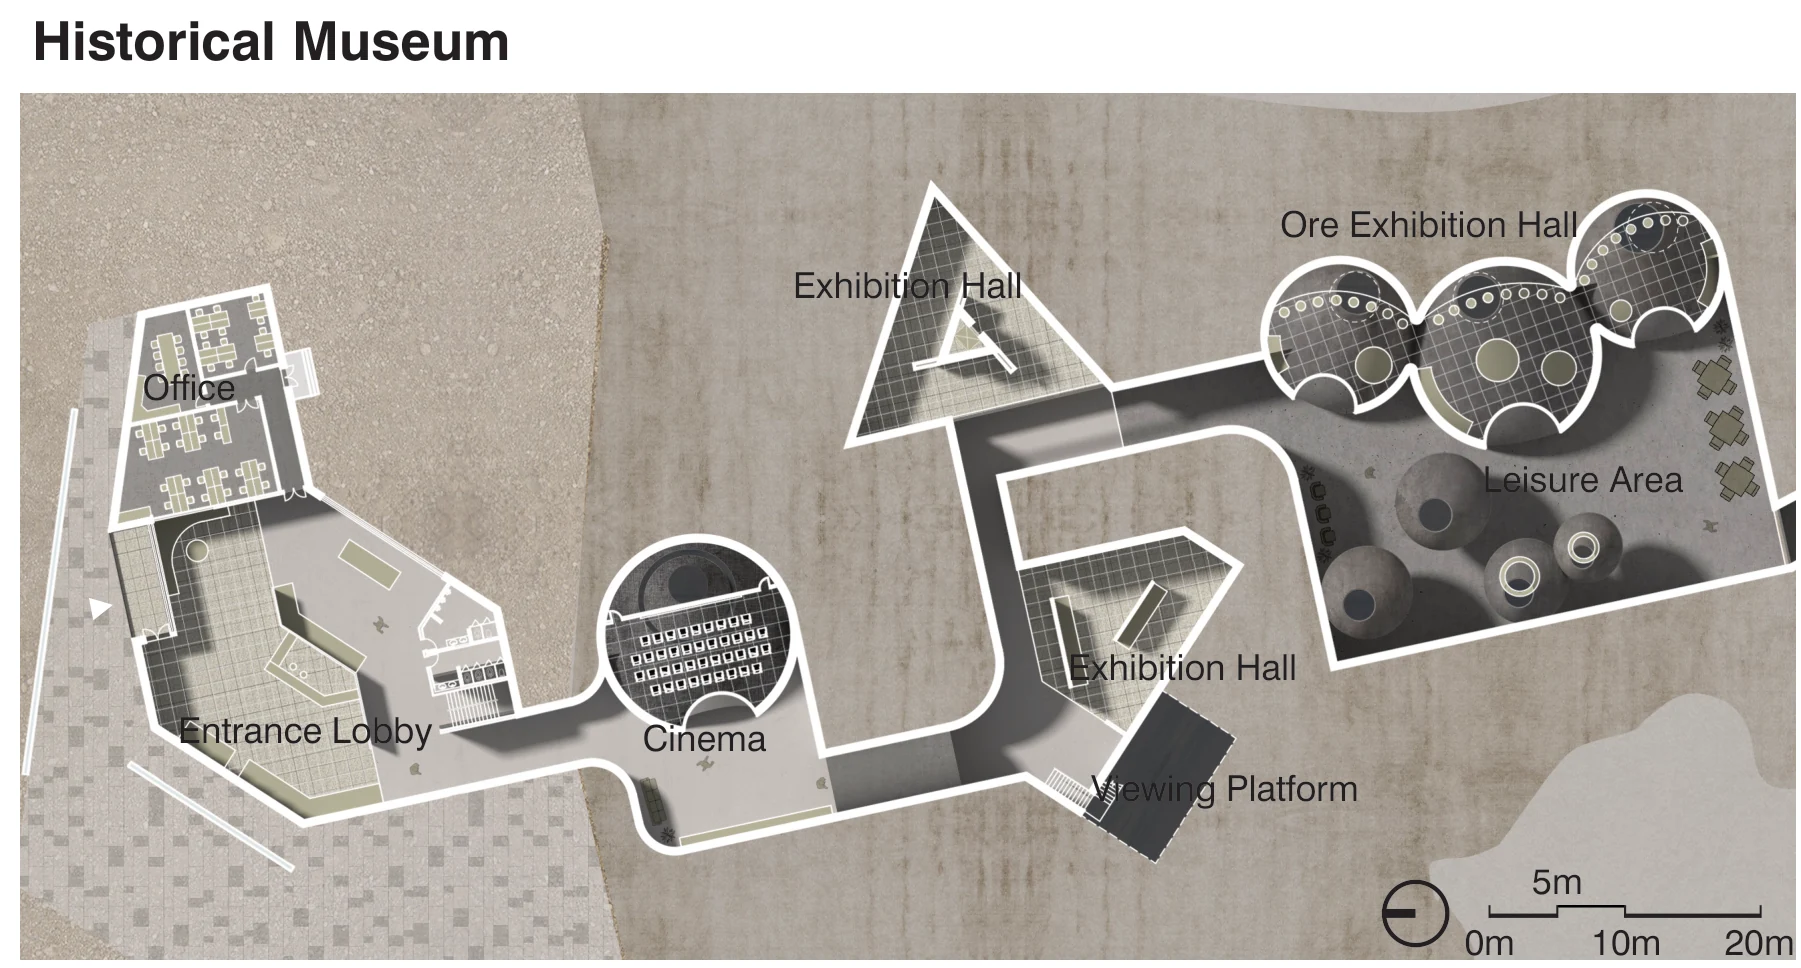 Historical Museum
Ore Exhibition Hall
Exhibition Hall
Office
Leisure Area
Exhibition Hall
Entrance Lobby
Cinema
Viewing Platform
5m
0m 10m 20m